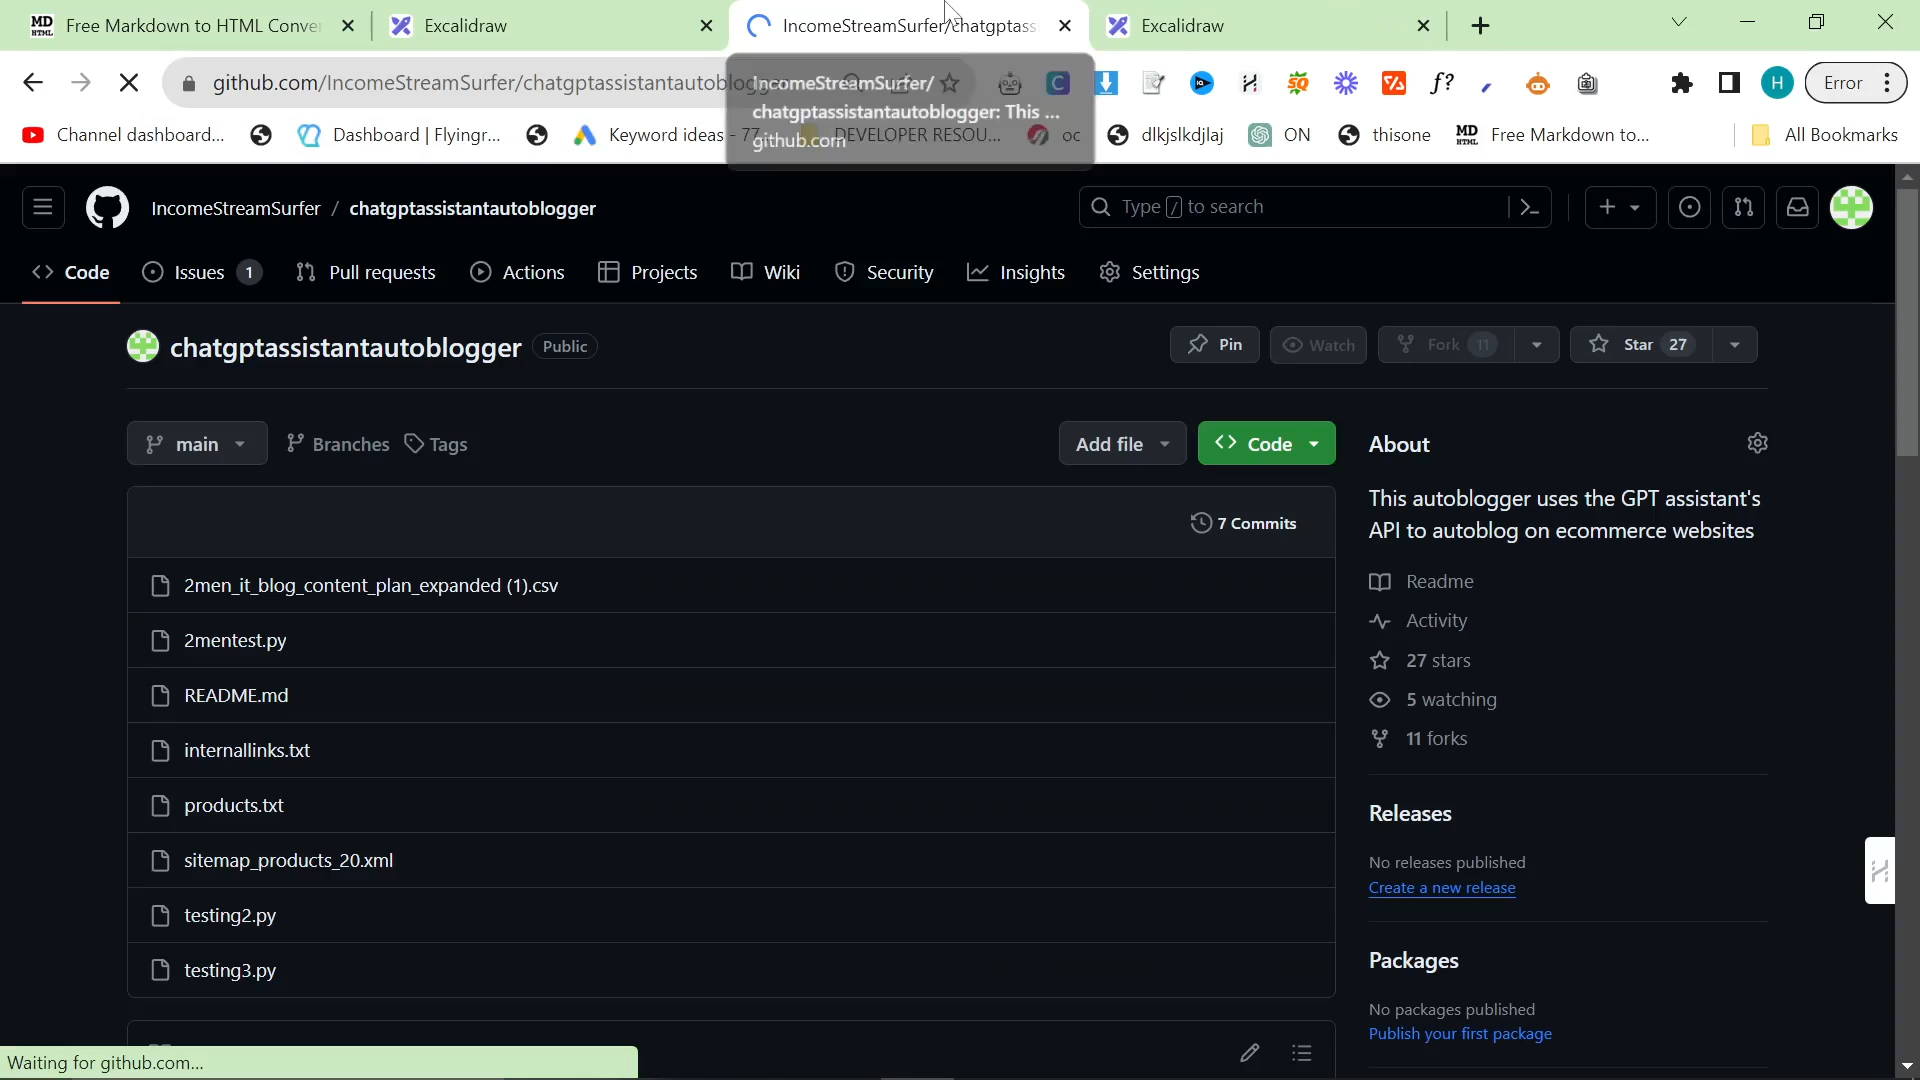 MD HTML Free Markdown to HTML Conver
Excalidraw
IncomeStreamSurfer/chatgptass
Excalidraw
github.com/IncomeStreamSurfer/chatgptassistantautoblog
IncomeStreamSurfer/
chatgptassistantautoblogger: This ...
github.com
C
f?
H
Error
Channel dashboard...
Dashboard | Flyingr...
Keyword ideas - 77
DEVELOPER RESOU...
oc
dlkjslkdjlaj
ON
thisone
MD HTML Free Markdown to...
All Bookmarks
IncomeStreamSurfer / chatgptassistantautoblogger
Type / to search
Code
Issues 1
Pull requests
Actions
Projects
Wiki
Security
Insights
Settings
chatgptassistantautoblogger Public
Pin
Watch
Fork 11
Star 27
main
Branches
Tags
Add file
Code
7 Commits
2men_it_blog_content_plan_expanded (1).csv
2mentest.py
README.md
internallinks.txt
products.txt
sitemap_products_20.xml
testing2.py
testing3.py
About
This autoblogger uses the GPT assistant's
API to autoblog on ecommerce websites
Readme
Activity
27 stars
5 watching
11 forks
Releases
No releases published
Create a new release
Packages
No packages published
Publish your first package
Waiting for github.com...